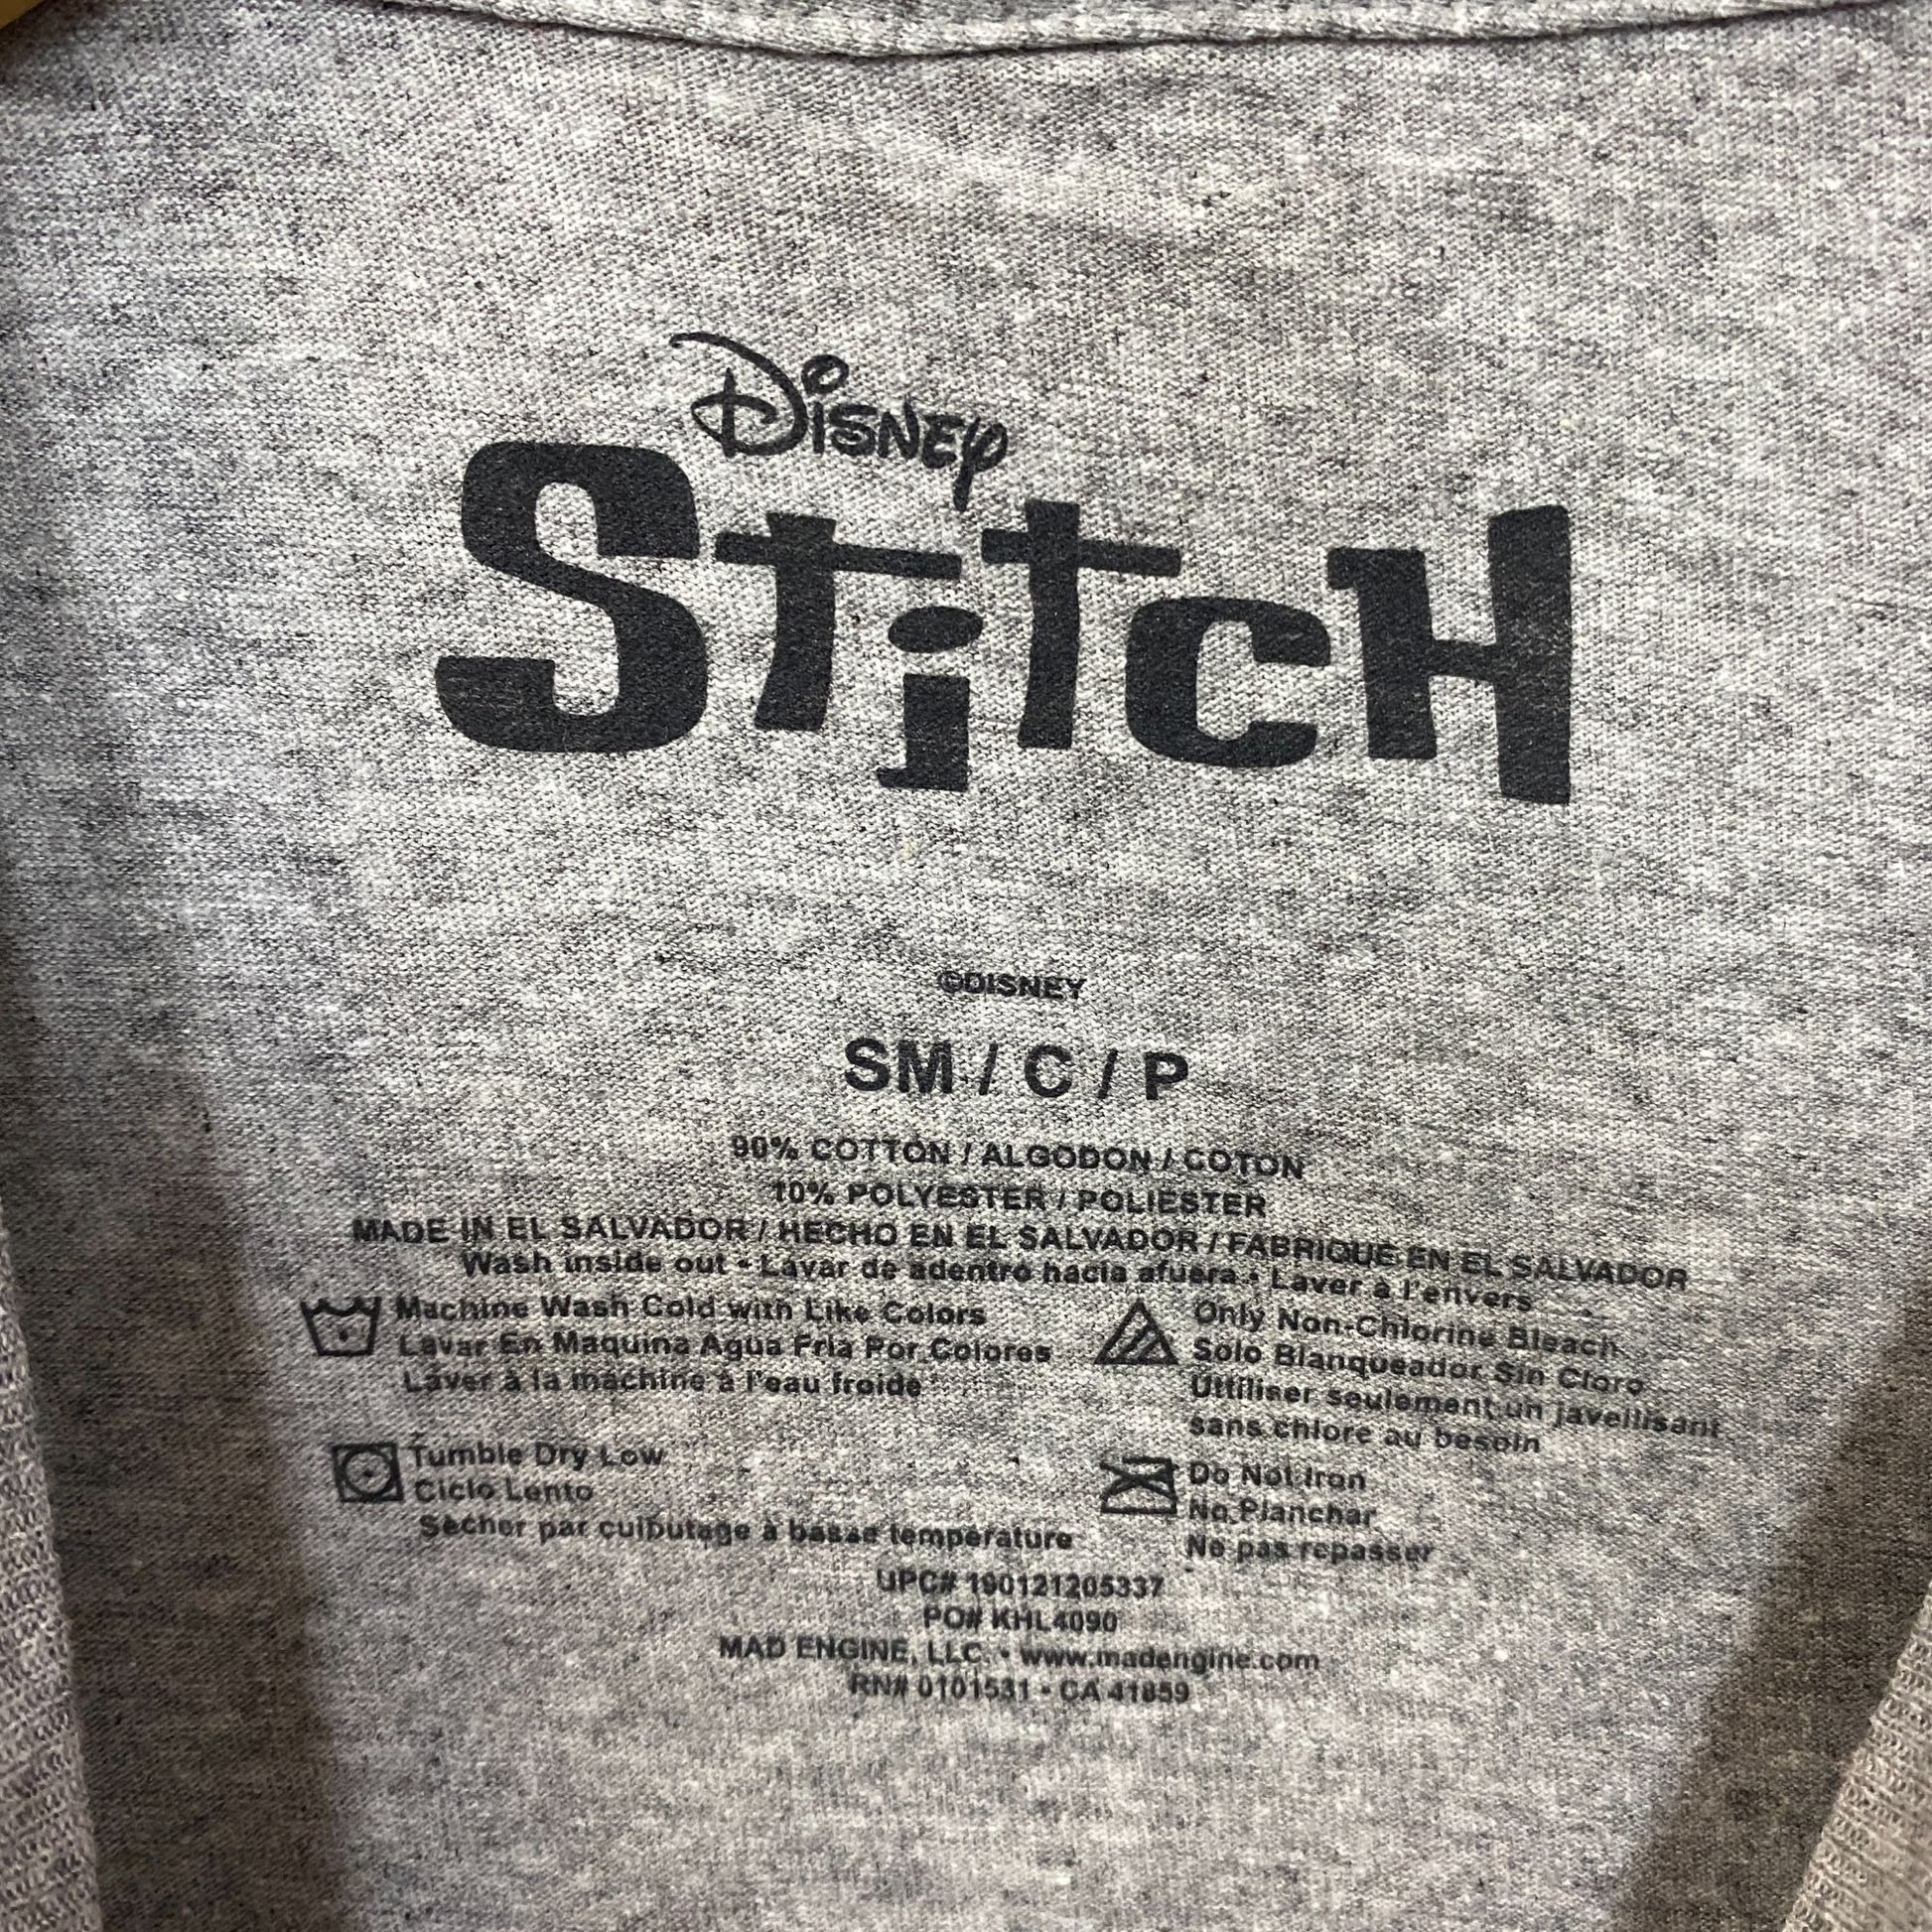 Disney
Stitch
©DISNEY
SM / C / P
90% COTTON / ALGODON / COTON
10% POLYESTER / POLIESTER
MADE IN EL SALVADOR / HECHO EN EL SALVADOR / FABRIQUE EN EL SALVADOR
Wash inside out • Lavar de adentro hacia afuera • Laver à l'envers
Machine Wash Cold with Like Colors
Lavar En Maquina Agua Fria Por Colores
Laver à la machine à l'eau froide
Only Non-Chlorine Bleach
Solo Blanqueador Sin Cloro
Uttiliser seulement un javellisant
sans chlore au besoin
Tumble Dry Low
Ciclo Lento
Sècher par culbutage à basse temperature
Do Not Iron
No Planchar
No pas repasser
UPC# 190121205337
PO# KHL4090
MAD ENGINE, LLC. • www.madengine.com
RN# 0101531 • CA 41859